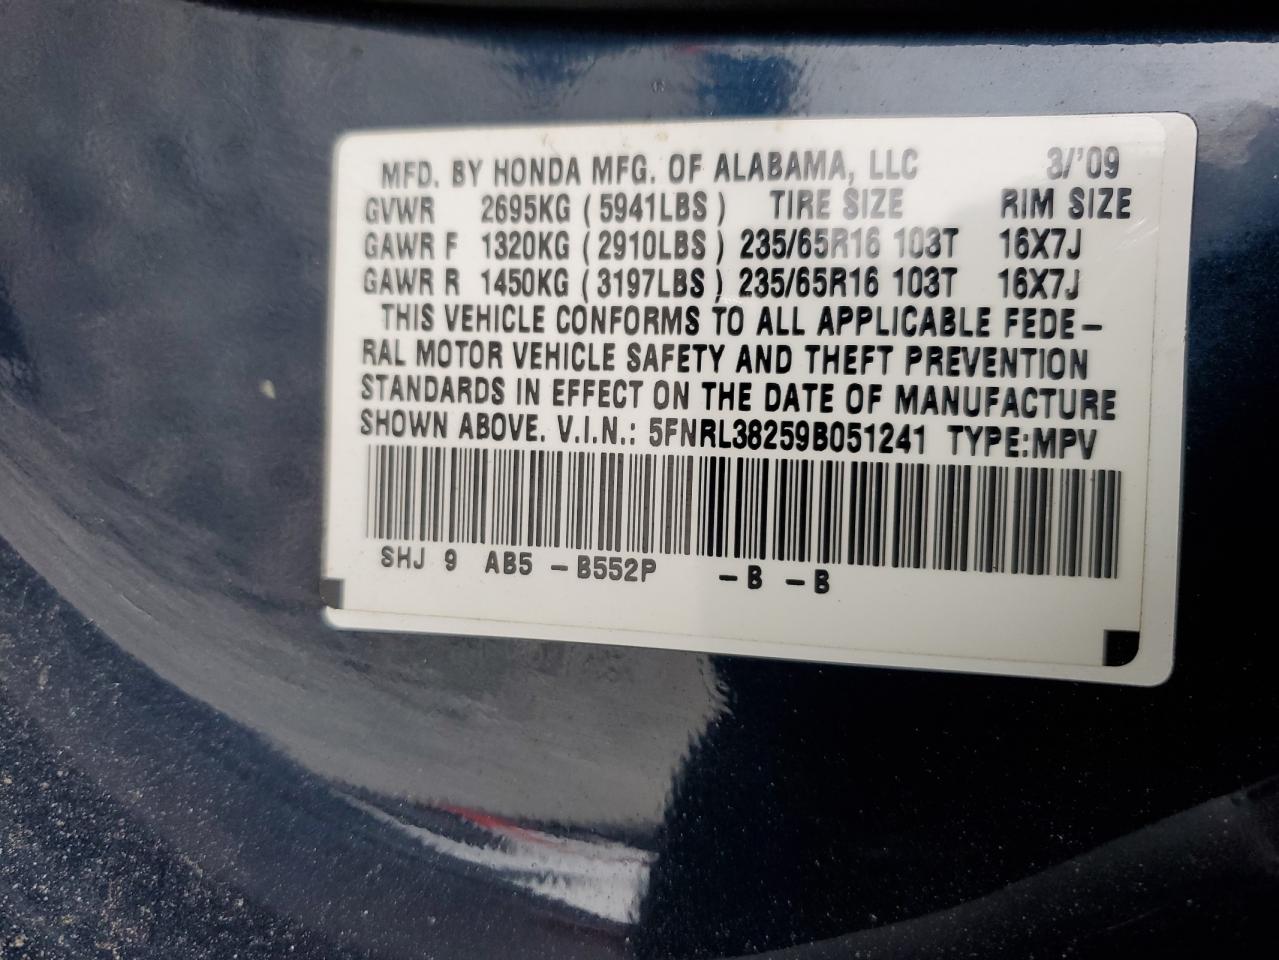 MFD. BY HONDA MFG. OF ALABAMA, LLC 3/'09
GVWR 2695KG (5941LBS) TIRE SIZE RIM SIZE
GAWR F 1320KG (2910LBS) 235/65R16 103T 16X7J
GAWR R 1450KG (3197LBS) 235/65R16 103T 16X7J
THIS VEHICLE CONFORMS TO ALL APPLICABLE FEDE-
RAL MOTOR VEHICLE SAFETY AND THEFT PREVENTION
STANDARDS IN EFFECT ON THE DATE OF MANUFACTURE
SHOWN ABOVE. V.I.N.: 5FNRL38259B051241 TYPE:MPV
SHJ 9 AB5 -B552P -B -B